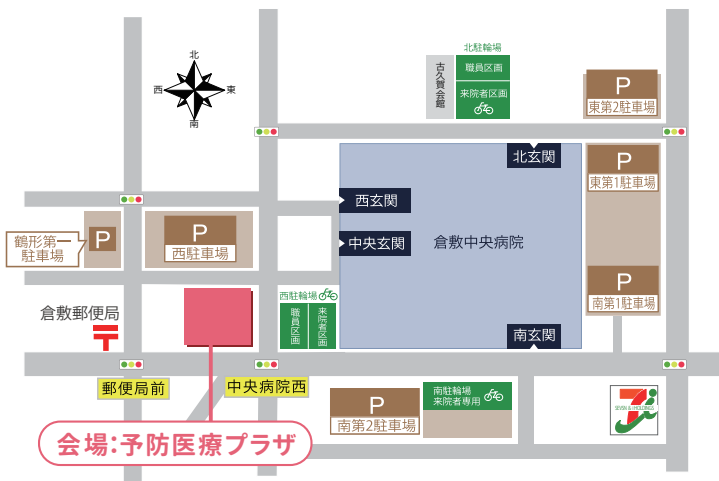 北
西
東
南
北駐輪場
古久賀会館
職員区画
来院者区画
P
東第2駐車場
北玄関
P
東第1駐車場
西玄関
中央玄関
倉敷中央病院
鶴形第一
駐車場
P
P
西駐車場
P
南第1駐車場
西駐輪場
職員区画
来院者区画
倉敷郵便局
〒
南玄関
郵便局前
中央病院西
P
南第2駐車場
南駐輪場
来院者専用
7
SEVEN & i HOLDINGS
会場:予防医療プラザ